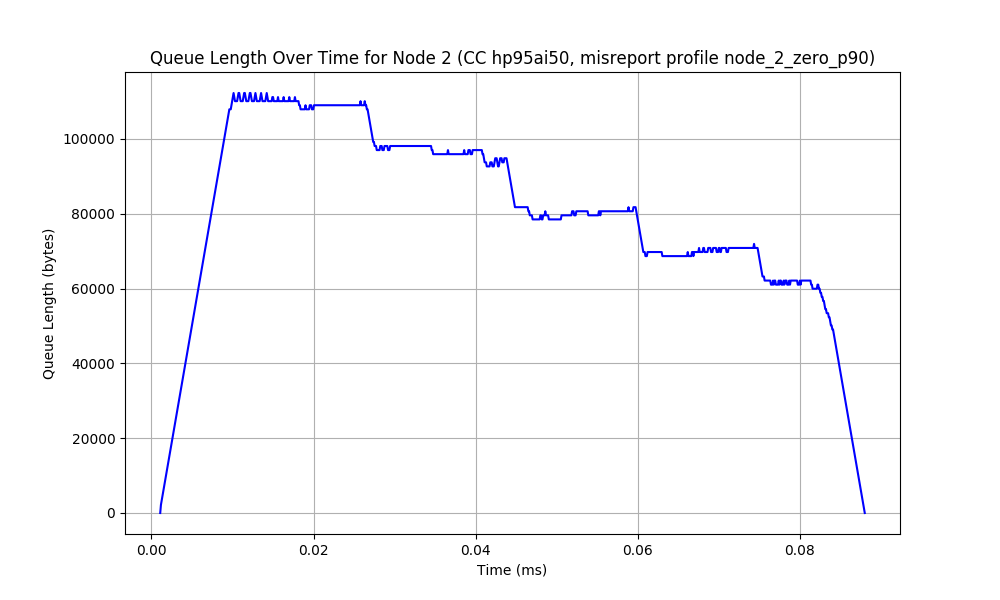 Queue Length Over Time for Node 2 (CC hp95ai50, misreport profile node_2_zero_p90)
Queue Length (bytes)
100000
80000
60000
40000
20000
0
0.00 0.02 0.04 0.06 0.08
Time (ms)